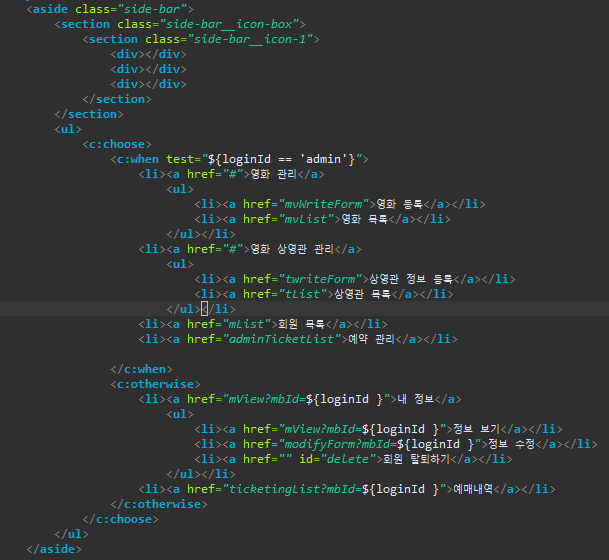 <aside class="side-bar">
<section class="side-bar__icon-box">
<section class="side-bar__icon-1">
<div></div>
<div></div>
<div></div>
</section>
</section>
<ul>
<c:choose>
<c:when test="${loginId == 'admin'}">
<li><a href="#">영화 관리</a>
<ul>
<li><a href="mvWriteForm">영화 등록</a></li>
<li><a href="mvList">영화 목록</a></li>
</ul></li>
<li><a href="#">영화 상영관 관리</a>
<ul>
<li><a href="twriteForm">상영관 정보 등록</a></li>
<li><a href="tList">상영관 목록</a></li>
</ul></li>
<li><a href="mList">회원 목록</a></li>
<li><a href="adminTicketList">예약 관리</a></li>
</c:when>
<c:otherwise>
<li><a href="mView?mbId=${loginId }">내 정보</a>
<ul>
<li><a href="mView?mbId=${loginId }">정보 보기</a></li>
<li><a href="modifyForm?mbId=${loginId }">정보 수정</a></li>
<li><a href="" id="delete">회원 탈퇴하기</a></li>
</ul></li>
<li><a href="ticketingList?mbId=${loginId }">예매내역</a></li>
</c:otherwise>
</c:choose>
</ul>
</aside>